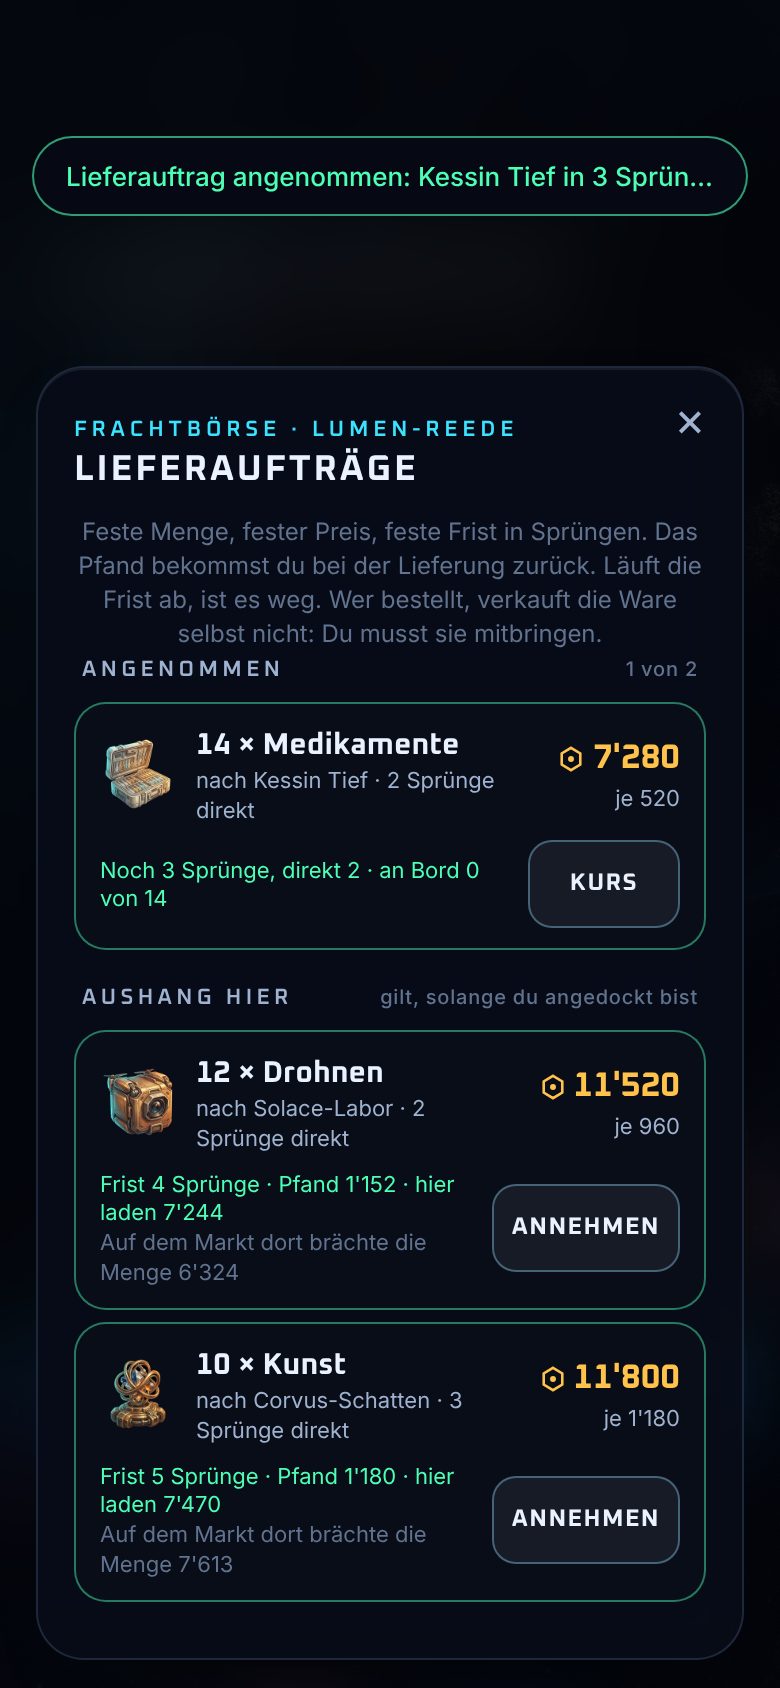 Lieferauftrag angenommen: Kessin Tief in 3 Sprün...
FRACHTBÖRSE · LUMEN-REEDE
LIEFERAUFTRÄGE
Feste Menge, fester Preis, feste Frist in Sprüngen. Das
Pfand bekommst du bei der Lieferung zurück. Läuft die
Frist ab, ist es weg. Wer bestellt, verkauft die Ware
selbst nicht: Du musst sie mitbringen.
ANGENOMMEN
1 von 2
14 × Medikamente
nach Kessin Tief · 2 Sprünge
direkt
7'280
je 520
Noch 3 Sprünge, direkt 2 · an Bord 0
von 14
KURS
AUSHANG HIER
gilt, solange du angedockt bist
12 × Drohnen
nach Solace-Labor · 2
Sprünge direkt
11'520
je 960
Frist 4 Sprünge · Pfand 1'152 · hier
laden 7'244
Auf dem Markt dort brächte die
Menge 6'324
ANNEHMEN
10 × Kunst
nach Corvus-Schatten · 3
Sprünge direkt
11'800
je 1'180
Frist 5 Sprünge · Pfand 1'180 · hier
laden 7'470
Auf dem Markt dort brächte die
Menge 7'613
ANNEHMEN